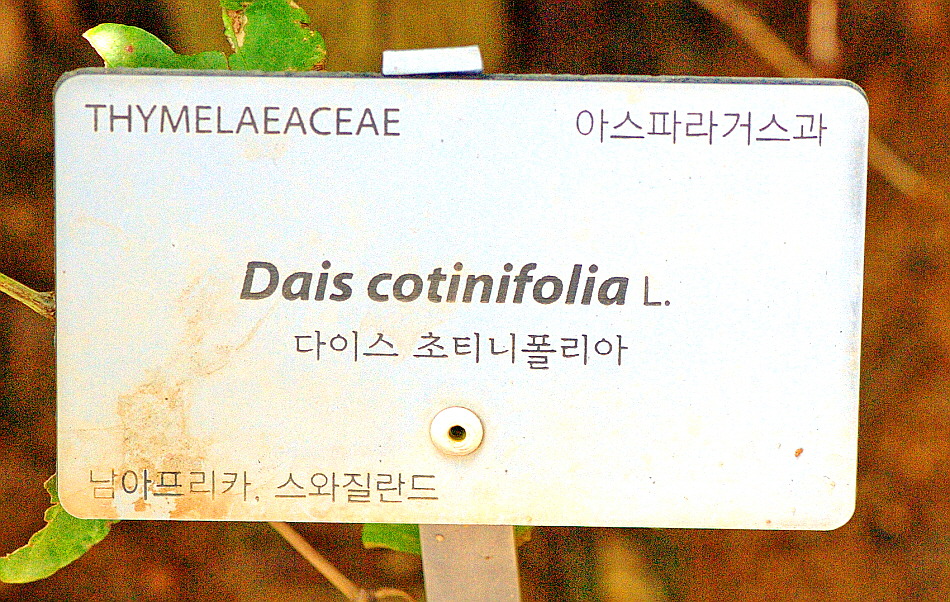 THYMELAEACEAE 아스파라거스과
Dais cotinifolia L.
다이스 초티니폴리아
남아프리카, 스와질란드